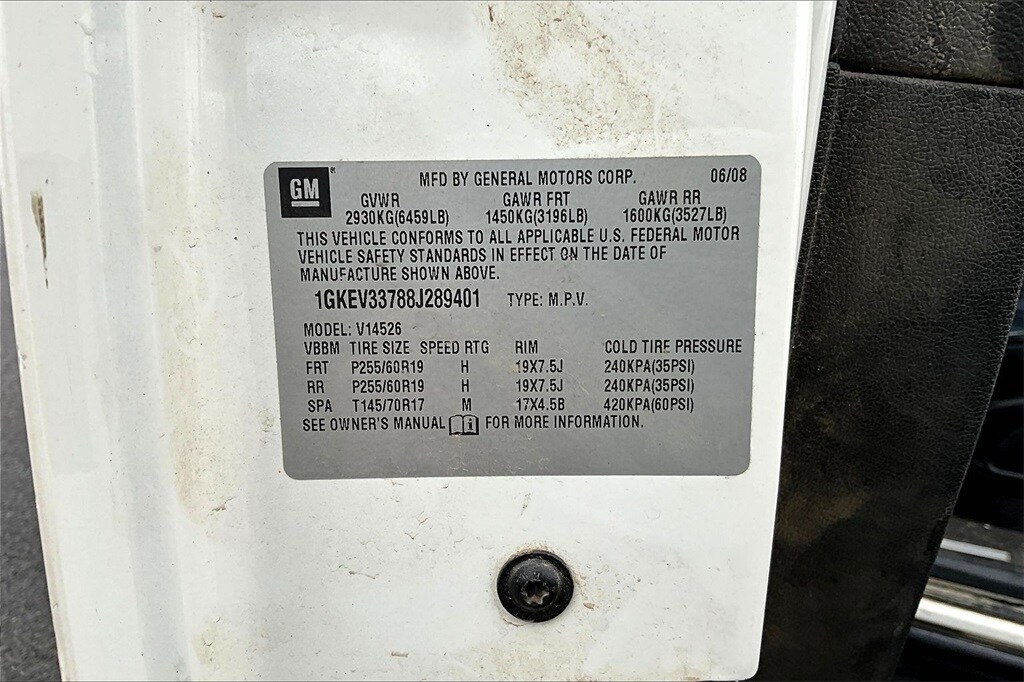 GM ® MFD BY GENERAL MOTORS CORP. 06/08
GVWR GAWR FRT GAWR RR
2930KG(6459LB) 1450KG(3196LB) 1600KG(3527LB)
THIS VEHICLE CONFORMS TO ALL APPLICABLE U.S. FEDERAL MOTOR
VEHICLE SAFETY STANDARDS IN EFFECT ON THE DATE OF
MANUFACTURE SHOWN ABOVE.
1GKEV33788J289401 TYPE: M.P.V.
MODEL: V14526
VBBM TIRE SIZE SPEED RTG RIM COLD TIRE PRESSURE
FRT P255/60R19 H 19X7.5J 240KPA(35PSI)
RR P255/60R19 H 19X7.5J 240KPA(35PSI)
SPA T145/70R17 M 17X4.5B 420KPA(60PSI)
SEE OWNER'S MANUAL i FOR MORE INFORMATION.